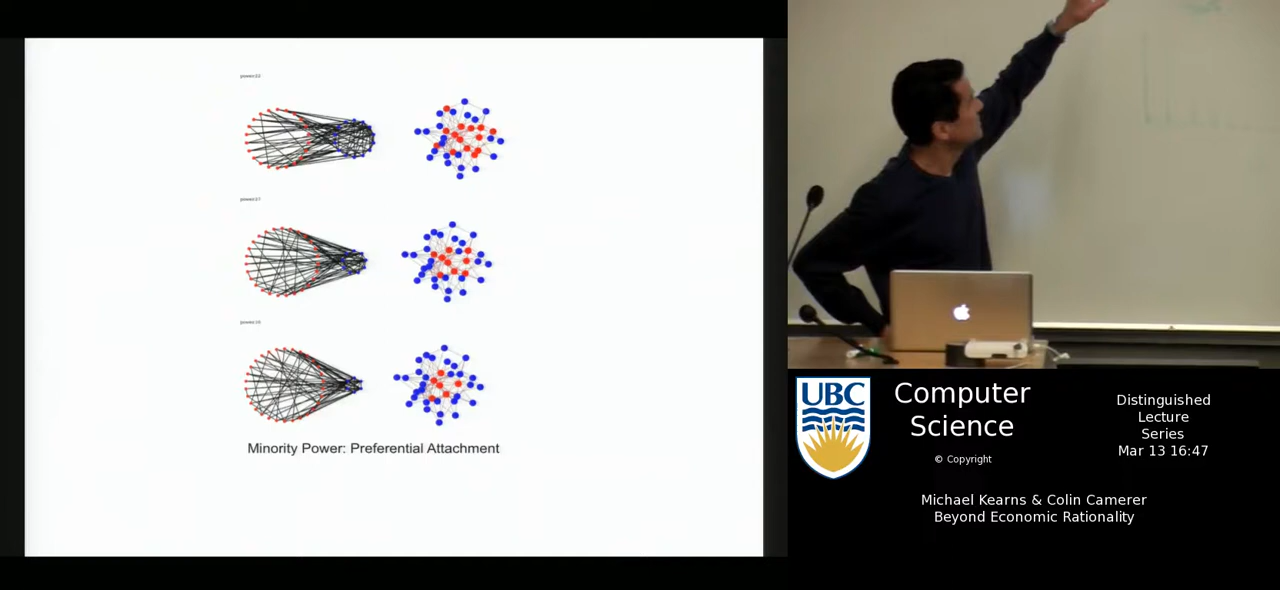 Minority Power: Preferential Attachment
UBC
Computer
Science
© Copyright
Distinguished
Lecture
Series
Mar 13 16:47
Michael Kearns & Colin Camerer
Beyond Economic Rationality